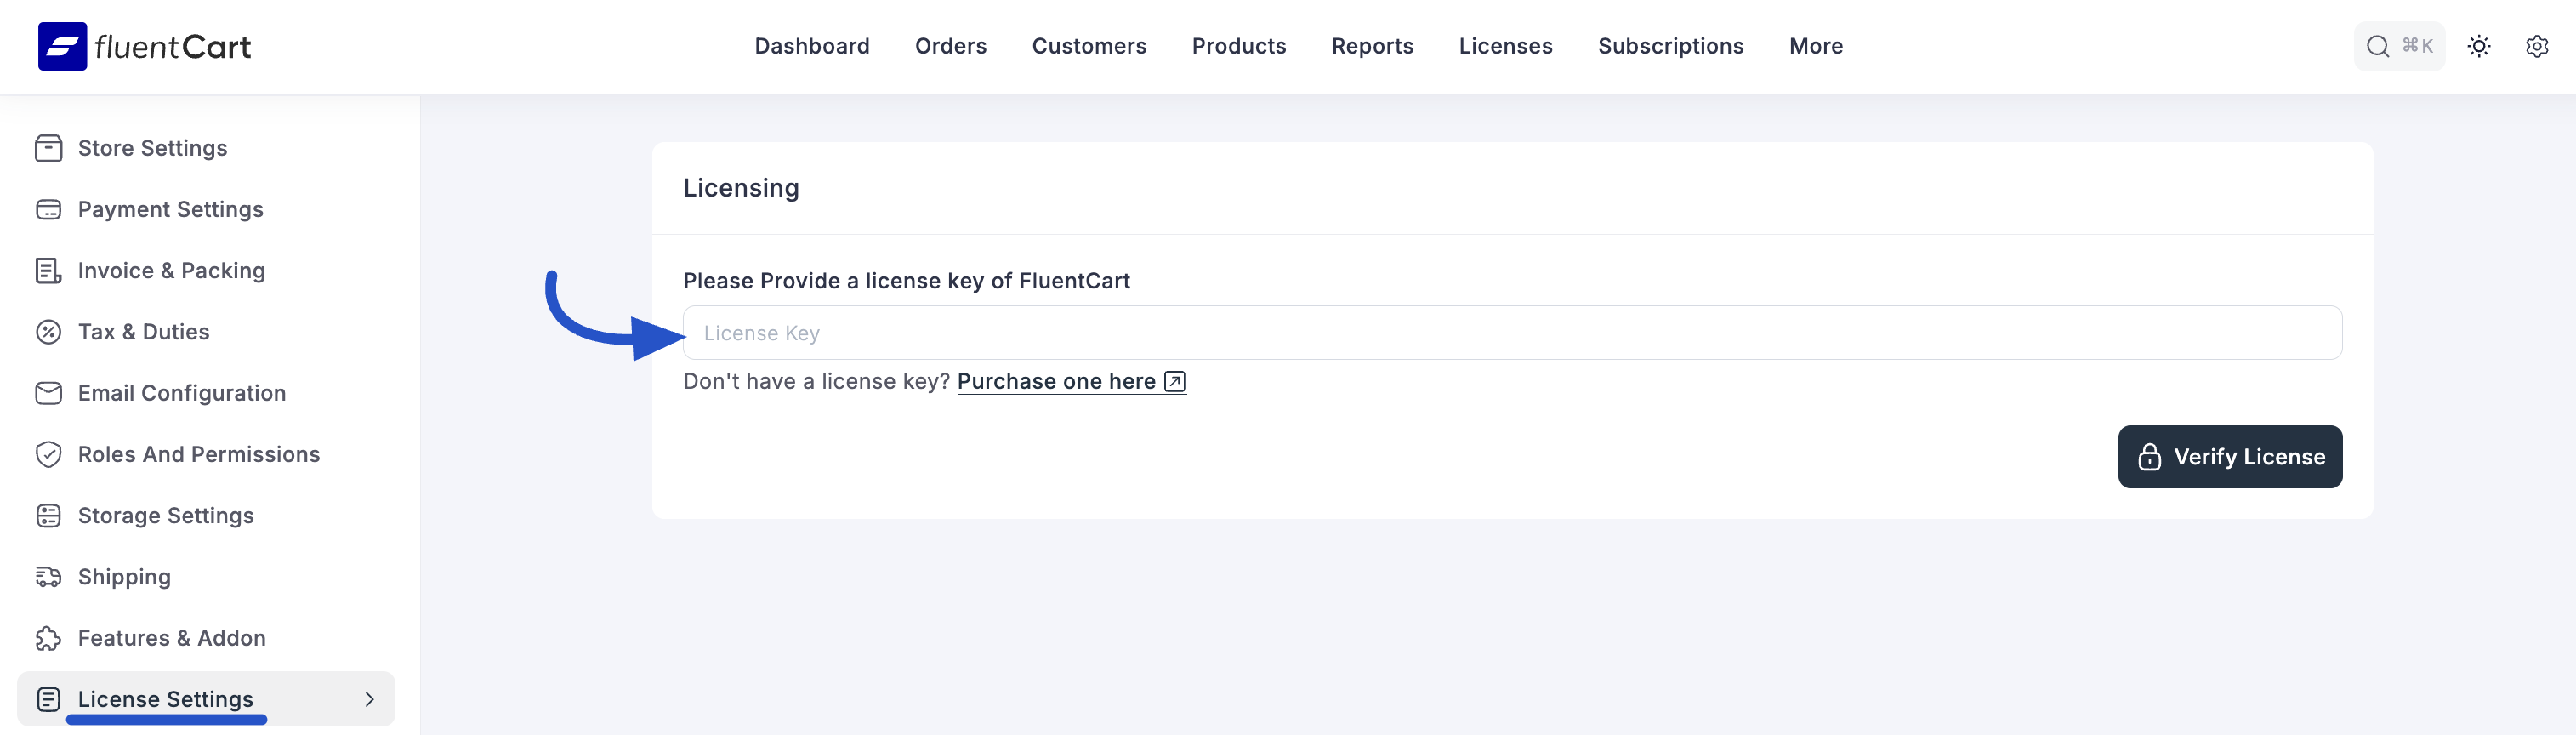 fluentCart
Dashboard Orders Customers Products Reports Licenses Subscriptions More
⌘K
Store Settings
Payment Settings
Invoice & Packing
Tax & Duties
Email Configuration
Roles And Permissions
Storage Settings
Shipping
Features & Addon
License Settings
Licensing
Please Provide a license key of FluentCart
License Key
Don't have a license key? Purchase one here
Verify License